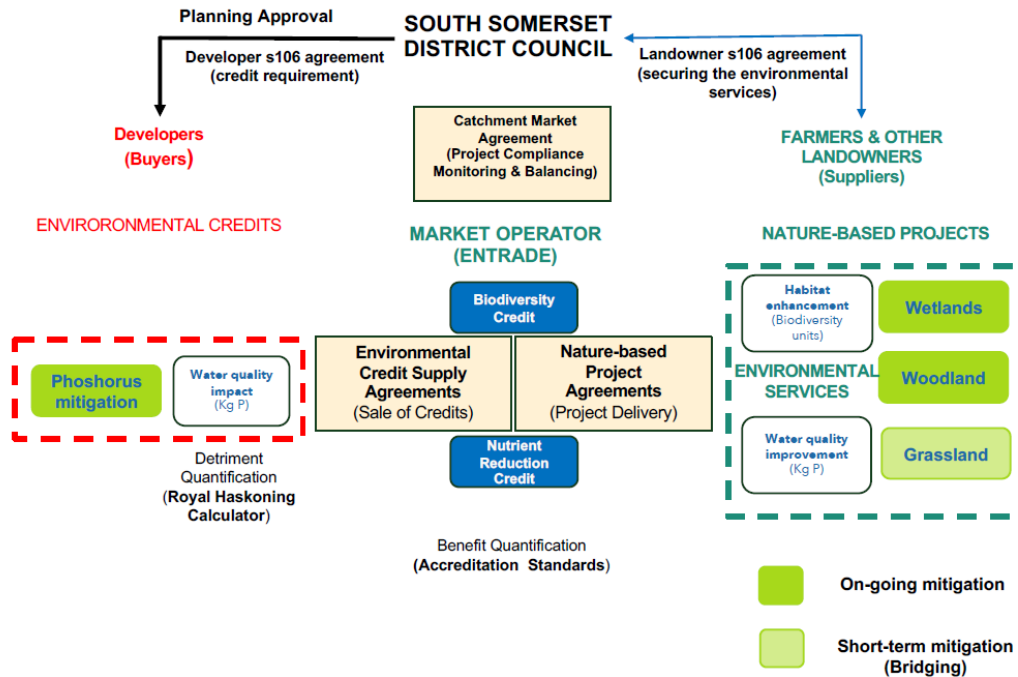 Planning Approval
SOUTH SOMERSET
DISTRICT COUNCIL
Developer s106 agreement
(credit requirement)
Landowner s106 agreement
(securing the environmental
services)
Developers
(Buyers)
Catchment Market
Agreement
(Project Compliance
Monitoring & Balancing)
FARMERS & OTHER
LANDOWNERS
(Suppliers)
ENVIRORONMENTAL CREDITS
MARKET OPERATOR
(ENTRADE)
NATURE-BASED PROJECTS
Biodiversity
Credit
Habitat
enhancement
(Biodiversity
units)
Wetlands
Phoshorus
mitigation
Water quality
impact
(Kg P)
Environmental
Credit Supply
Agreements
(Sale of Credits)
Nature-based
Project
Agreements
(Project Delivery)
ENVIRONMENTAL
SERVICES
Woodland
Nutrient
Reduction
Credit
Water quality
improvement
(Kg P)
Grassland
Detriment
Quantification
(Royal Haskoning
Calculator)
Benefit Quantification
(Accreditation Standards)
On-going mitigation
Short-term mitigation
(Bridging)